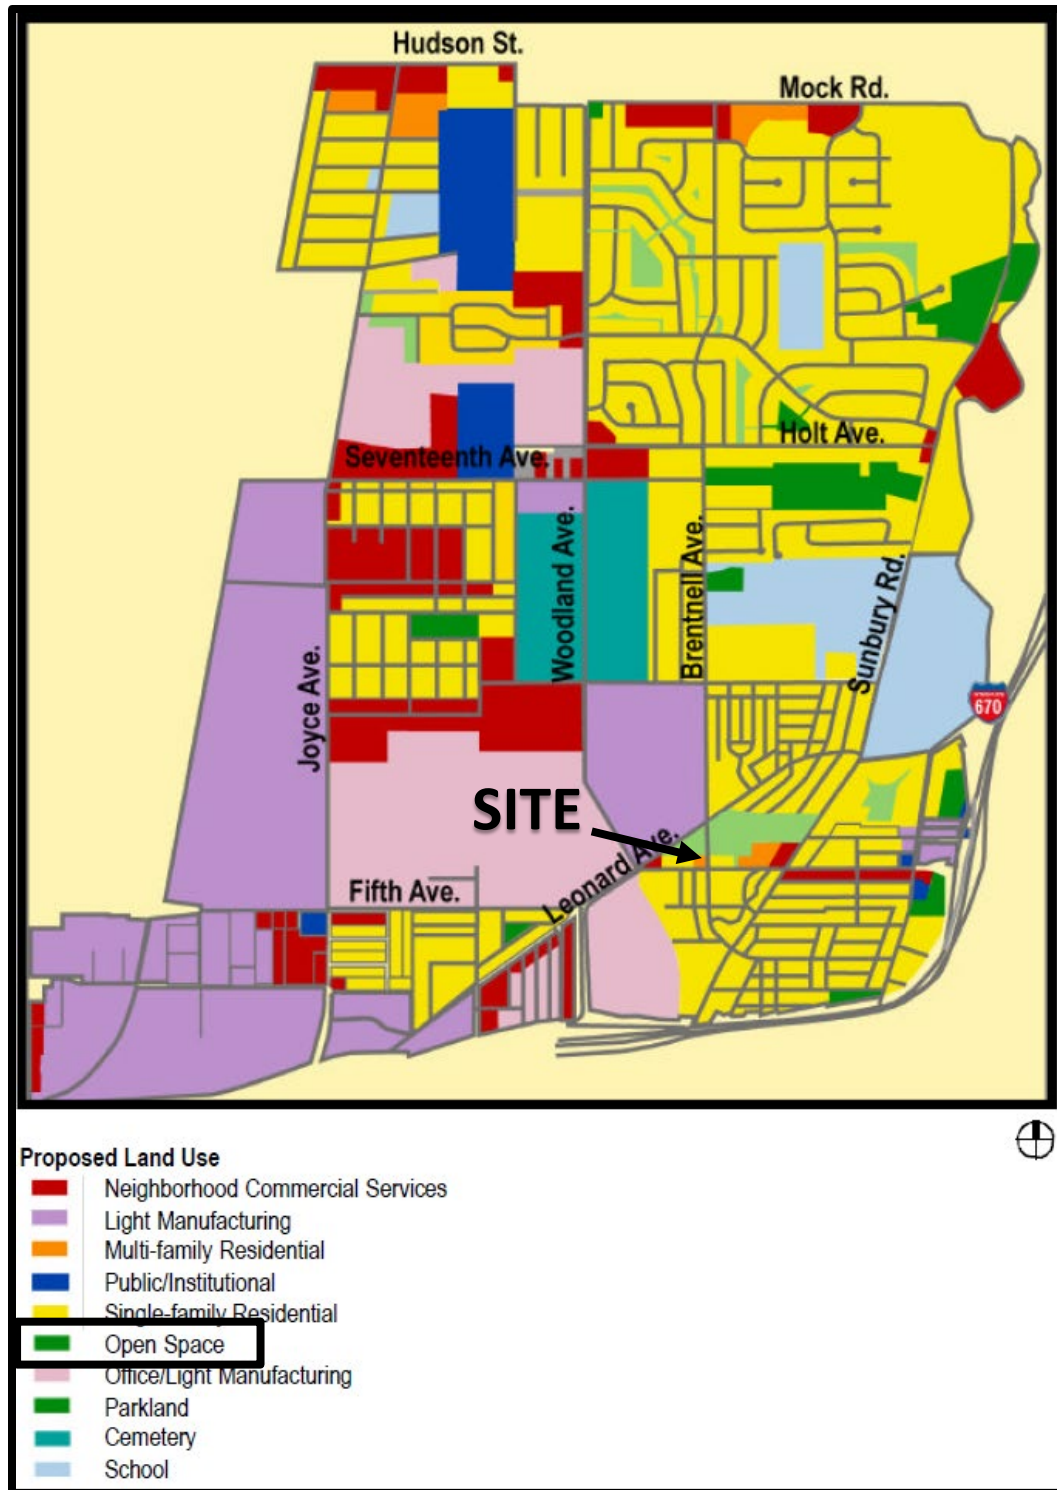 Hudson St.
Mock Rd.
Holt Ave.
Seventeenth Ave.
Woodland Ave.
Brentnell Ave.
Sunbury Rd.
Joyce Ave.
670
SITE
Leonard Ave.
Fifth Ave.
Proposed Land Use
Neighborhood Commercial Services
Light Manufacturing
Multi-family Residential
Public/Institutional
Single-family Residential
Open Space
Office/Light Manufacturing
Parkland
Cemetery
School